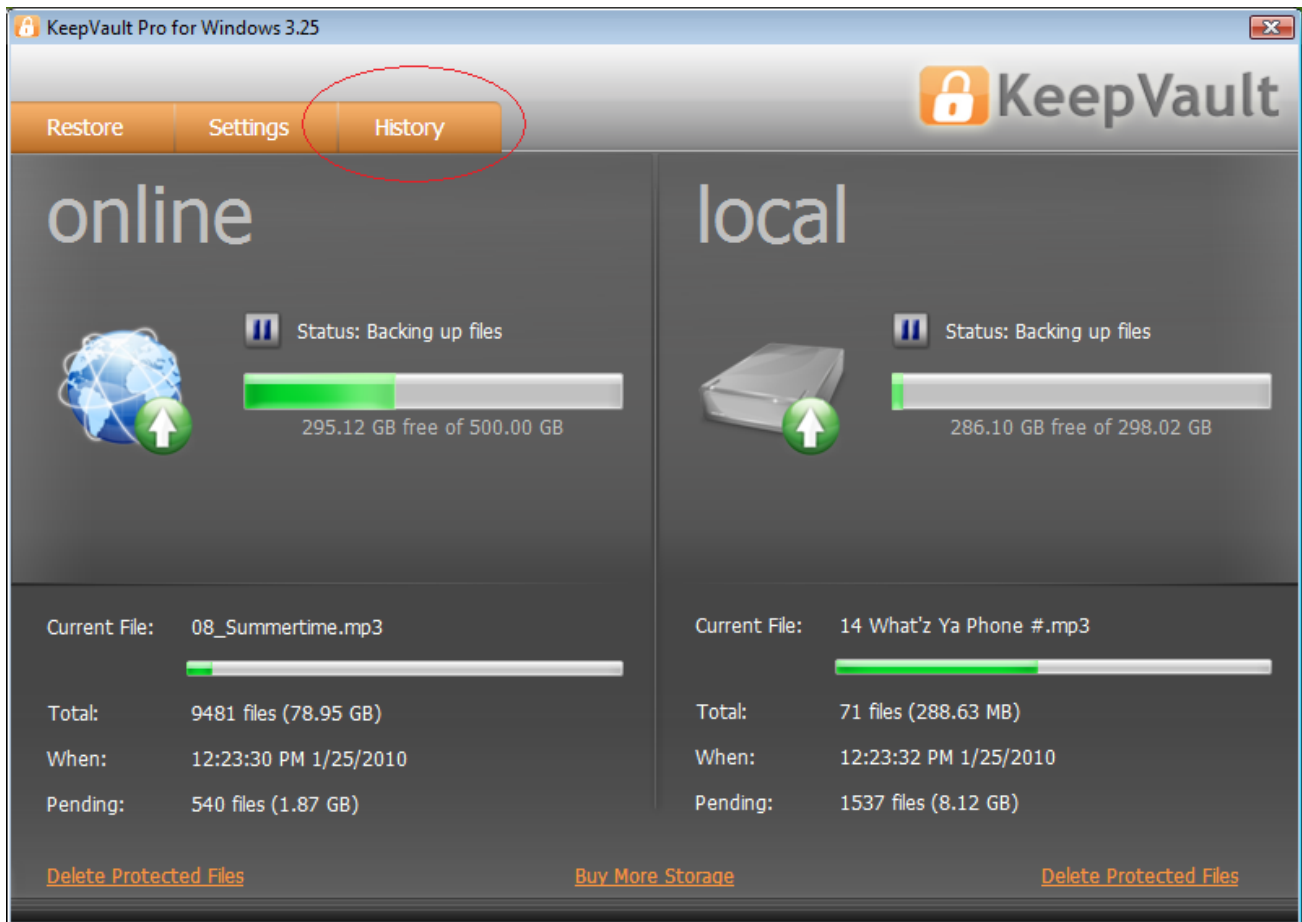 KeepVault Pro for Windows 3.25
KeepVault
Restore
Settings
History
online
Status: Backing up files
295.12 GB free of 500.00 GB
Current File: 08_Summertime.mp3
Total: 9481 files (78.95 GB)
When: 12:23:30 PM 1/25/2010
Pending: 540 files (1.87 GB)
local
Status: Backing up files
286.10 GB free of 298.02 GB
Current File: 14 What'z Ya Phone #.mp3
Total: 71 files (288.63 MB)
When: 12:23:32 PM 1/25/2010
Pending: 1537 files (8.12 GB)
Delete Protected Files
Buy More Storage
Delete Protected Files